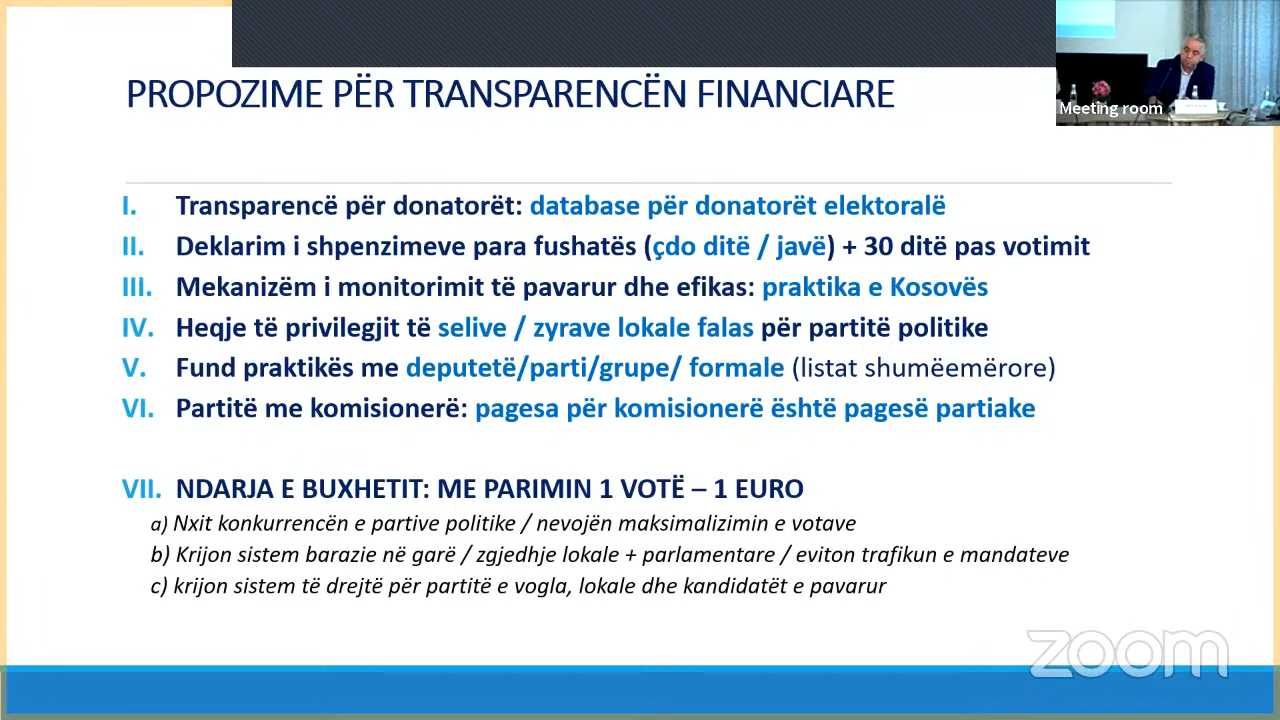 PROPOZIME PËR TRANSPARENCËN FINANCIARE
Meeting room
I. Transparencë për donatorët: database për donatorët elektoralë
II. Deklarim i shpenzimeve para fushatës (çdo ditë / javë) + 30 ditë pas votimit
III. Mekanizëm i monitorimit të pavarur dhe efikas: praktika e Kosovës
IV. Heqje të privilegjit të selive / zyrave lokale falas për partitë politike
V. Fund praktikës me deputetë/parti/grupe/ formale (listat shumëemërore)
VI. Partitë me komisionerë: pagesa për komisionerë është pagesë partiake
VII. NDARJA E BUXHETIT: ME PARIMIN 1 VOTË – 1 EURO
a) Nxit konkurrencën e partive politike / nevojën maksimalizimin e votave
b) Krijon sistem barazie në garë / zgjedhje lokale + parlamentare / eviton trafikun e mandateve
c) krijon sistem të drejtë për partitë e vogla, lokale dhe kandidatët e pavarur
zoom